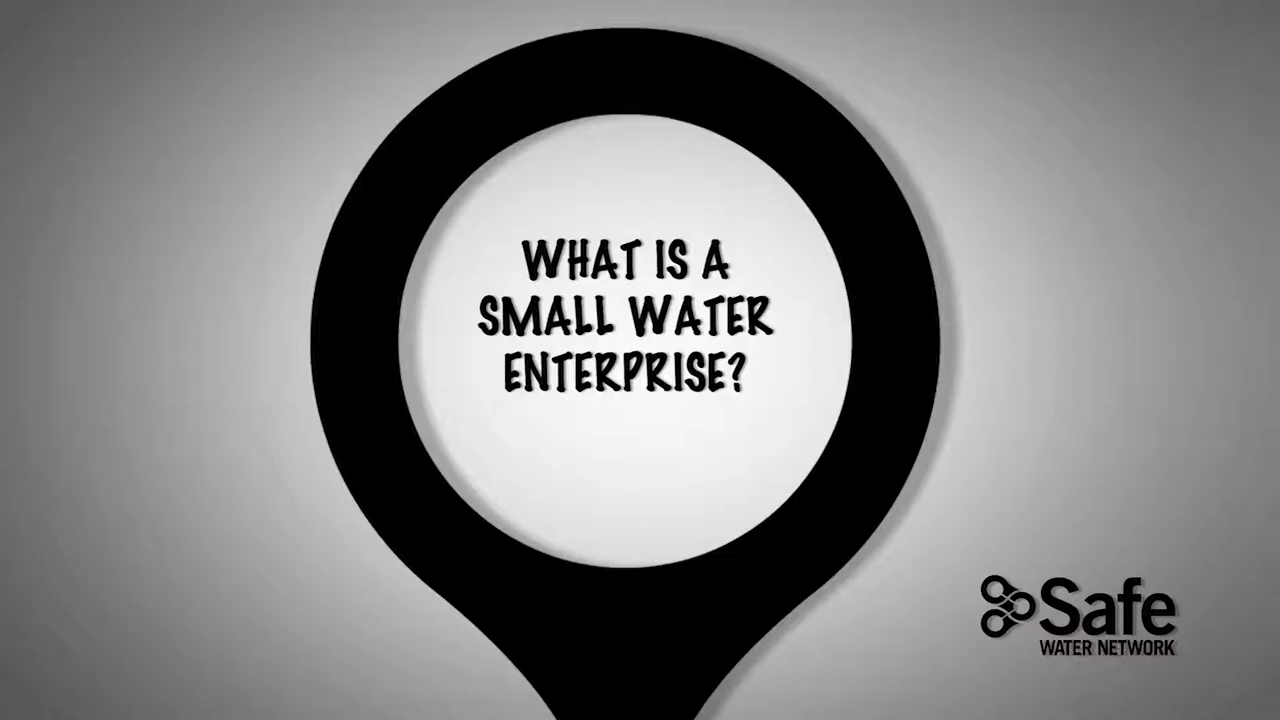 WHAT IS A
SMALL WATER
ENTERPRISE?
Safe
WATER NETWORK